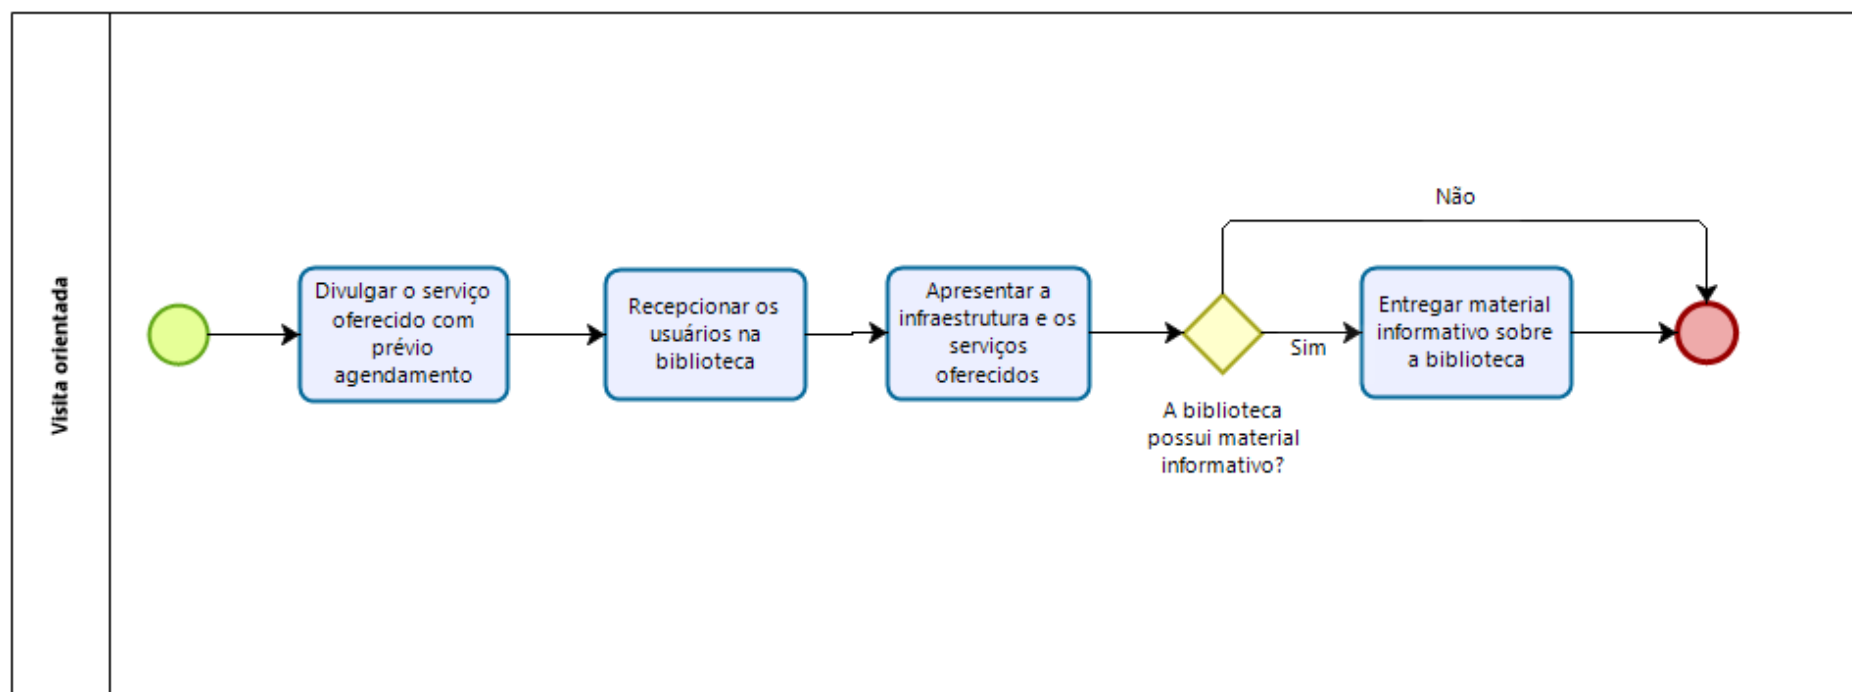 Visita orientada
Divulgar o serviço
oferecido com
prévio
agendamento
Recepcionar os
usuários na
biblioteca
Apresentar a
infraestrutura e os
serviços
oferecidos
A biblioteca
possui material
informativo?
Não
Sim
Entregar material
informativo sobre
a biblioteca